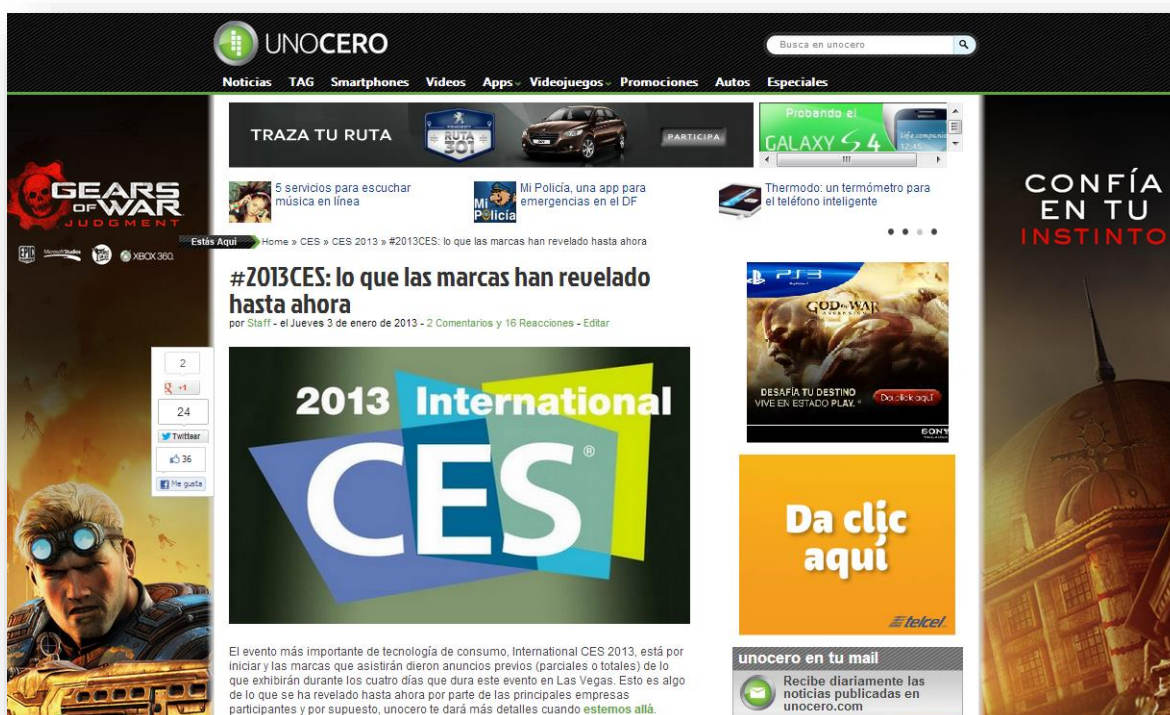 UNOCERO
Busca en unocero
Noticias TAG Smartphones Videos Apps Videojuegos Promociones Autos Especiales
TRAZA TU RUTA
PEUGEOT
RUTA
301
PARTICIPA
Probando el
GALAXY S 4
Life companion
12:45
5 servicios para escuchar
música en línea
Mi
Policía
Mi Policía, una app para
emergencias en el DF
Thermodo: un termómetro para
el teléfono inteligente
GEARS
OF WAR
JUDGMENT
EPIC
Microsoft Studios
XBOX 360.
CONFÍA
EN TU
INSTINTO
Estás Aquí
Home » CES » CES 2013 » #2013CES: lo que las marcas han revelado hasta ahora
#2013CES: lo que las marcas han revelado
hasta ahora
por Staff - el Jueves 3 de enero de 2013 - 2 Comentarios y 16 Reacciones - Editar
2
+1
24
Twittear
36
Me gusta
2013 International
CES®
PS3
GOD OF WAR
ASCENSION
DESAFÍA TU DESTINO
VIVE EN ESTADO PLAY.
Da click aquí
SONY
Da clic
aquí
telcel
El evento más importante de tecnología de consumo, International CES 2013, está por
iniciar y las marcas que asistirán dieron anuncios previos (parciales o totales) de lo
que exhibirán durante los cuatro días que dura este evento en Las Vegas. Esto es algo
de lo que se ha revelado hasta ahora por parte de las principales empresas
participantes y por supuesto, unocero te dará más detalles cuando estemos allá.
unocero en tu mail
Recibe diariamente las
noticias publicadas en
unocero.com